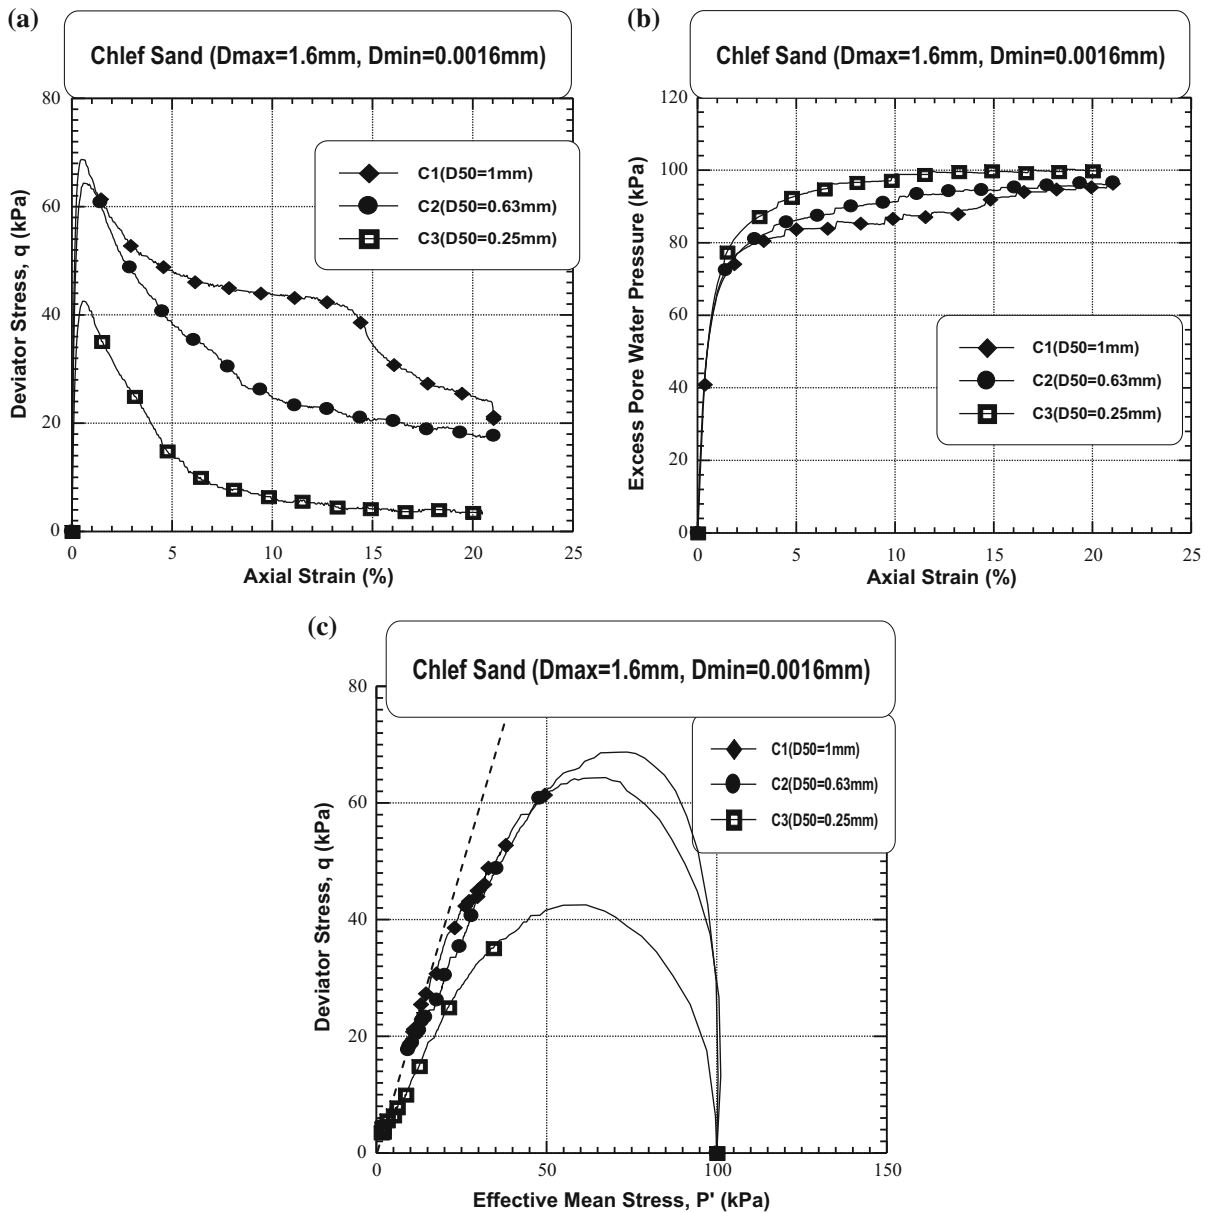 (a)
Chlef Sand (Dmax=1.6mm, Dmin=0.0016mm)
80
60
40
20
0
Deviator Stress, q (kPa)
C1(D50=1mm)
C2(D50=0.63mm)
C3(D50=0.25mm)
0 5 10 15 20 25
Axial Strain (%)
(b)
Chlef Sand (Dmax=1.6mm, Dmin=0.0016mm)
120
100
80
60
40
20
0
Excess Pore Water Pressure (kPa)
C1(D50=1mm)
C2(D50=0.63mm)
C3(D50=0.25mm)
0 5 10 15 20 25
Axial Strain (%)
(c)
Chlef Sand (Dmax=1.6mm, Dmin=0.0016mm)
80
60
40
20
0
Deviator Stress, q (kPa)
C1(D50=1mm)
C2(D50=0.63mm)
C3(D50=0.25mm)
0 50 100 150
Effective Mean Stress, P' (kPa)